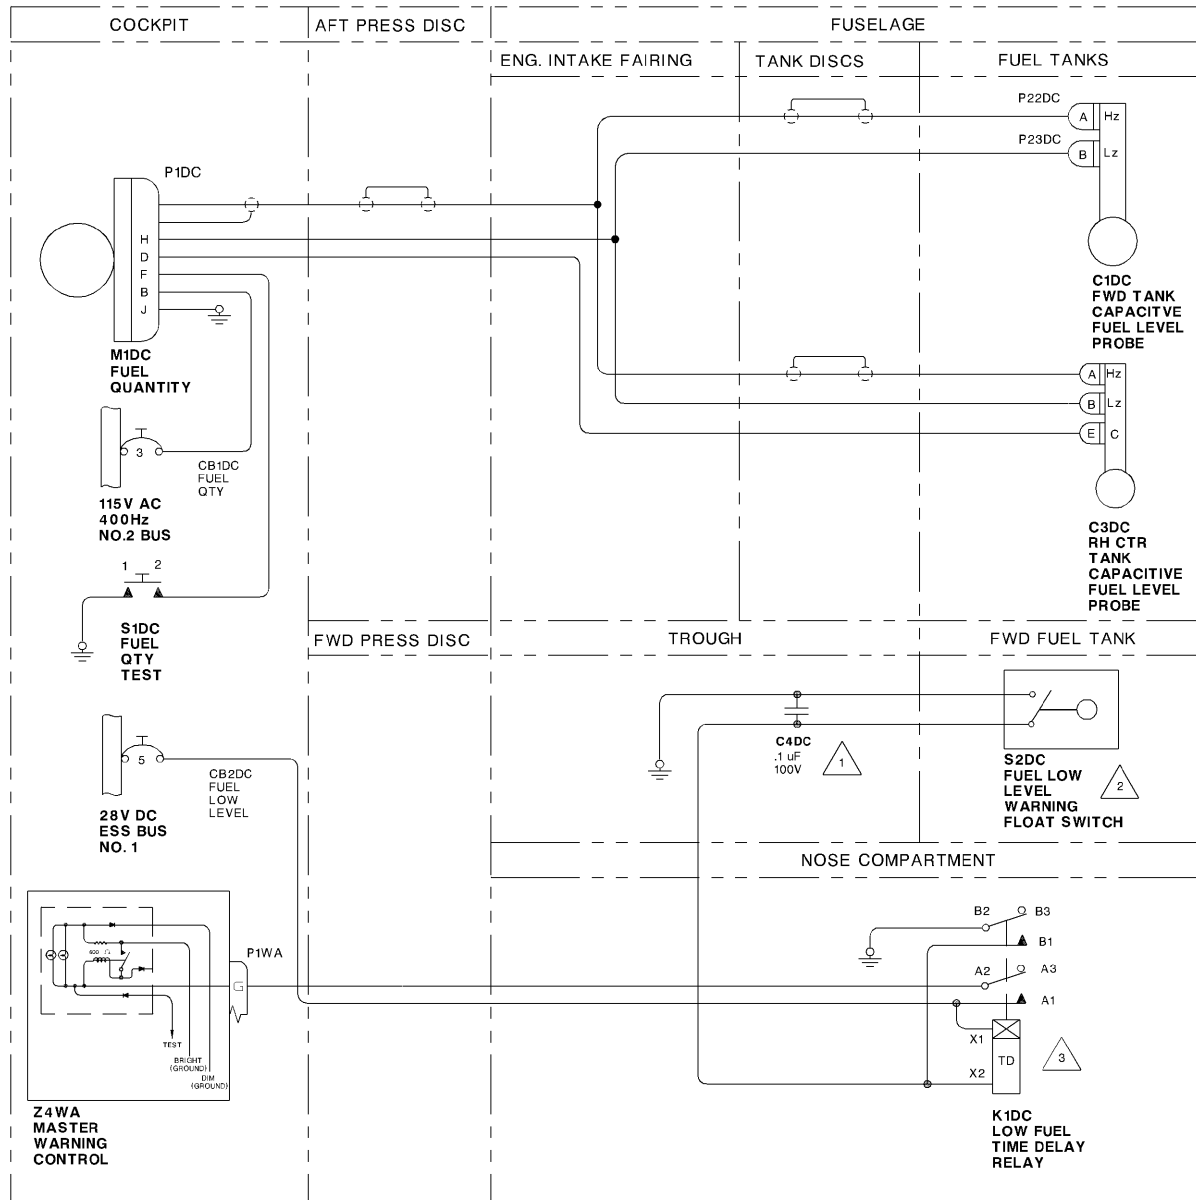 COCKPIT
AFT PRESS DISC
FUSELAGE
ENG. INTAKE FAIRING
TANK DISCS
FUEL TANKS
P22DC
A
Hz
P23DC
B
Lz
P1DC
H
D
F
B
J
C1DC
FWD TANK
CAPACITVE
FUEL LEVEL
PROBE
M1DC
FUEL
QUANTITY
A
Hz
B
Lz
E
C
3
CB1DC
FUEL
QTY
115V AC
400Hz
NO.2 BUS
C3DC
RH CTR
TANK
CAPACITIVE
FUEL LEVEL
PROBE
1
2
S1DC
FUEL
QTY
TEST
FWD PRESS DISC
TROUGH
FWD FUEL TANK
C4DC
.1 uF
100V
1
S2DC
FUEL LOW
LEVEL
WARNING
FLOAT SWITCH
2
5
CB2DC
FUEL
LOW
LEVEL
28V DC
ESS BUS
NO. 1
NOSE COMPARTMENT
B2
B3
B1
A2
A3
A1
X1
X2
TD
3
K1DC
LOW FUEL
TIME DELAY
RELAY
P1WA
G
600 Ω
TEST
BRIGHT
(GROUND)
DIM
(GROUND)
Z4WA
MASTER
WARNING
CONTROL